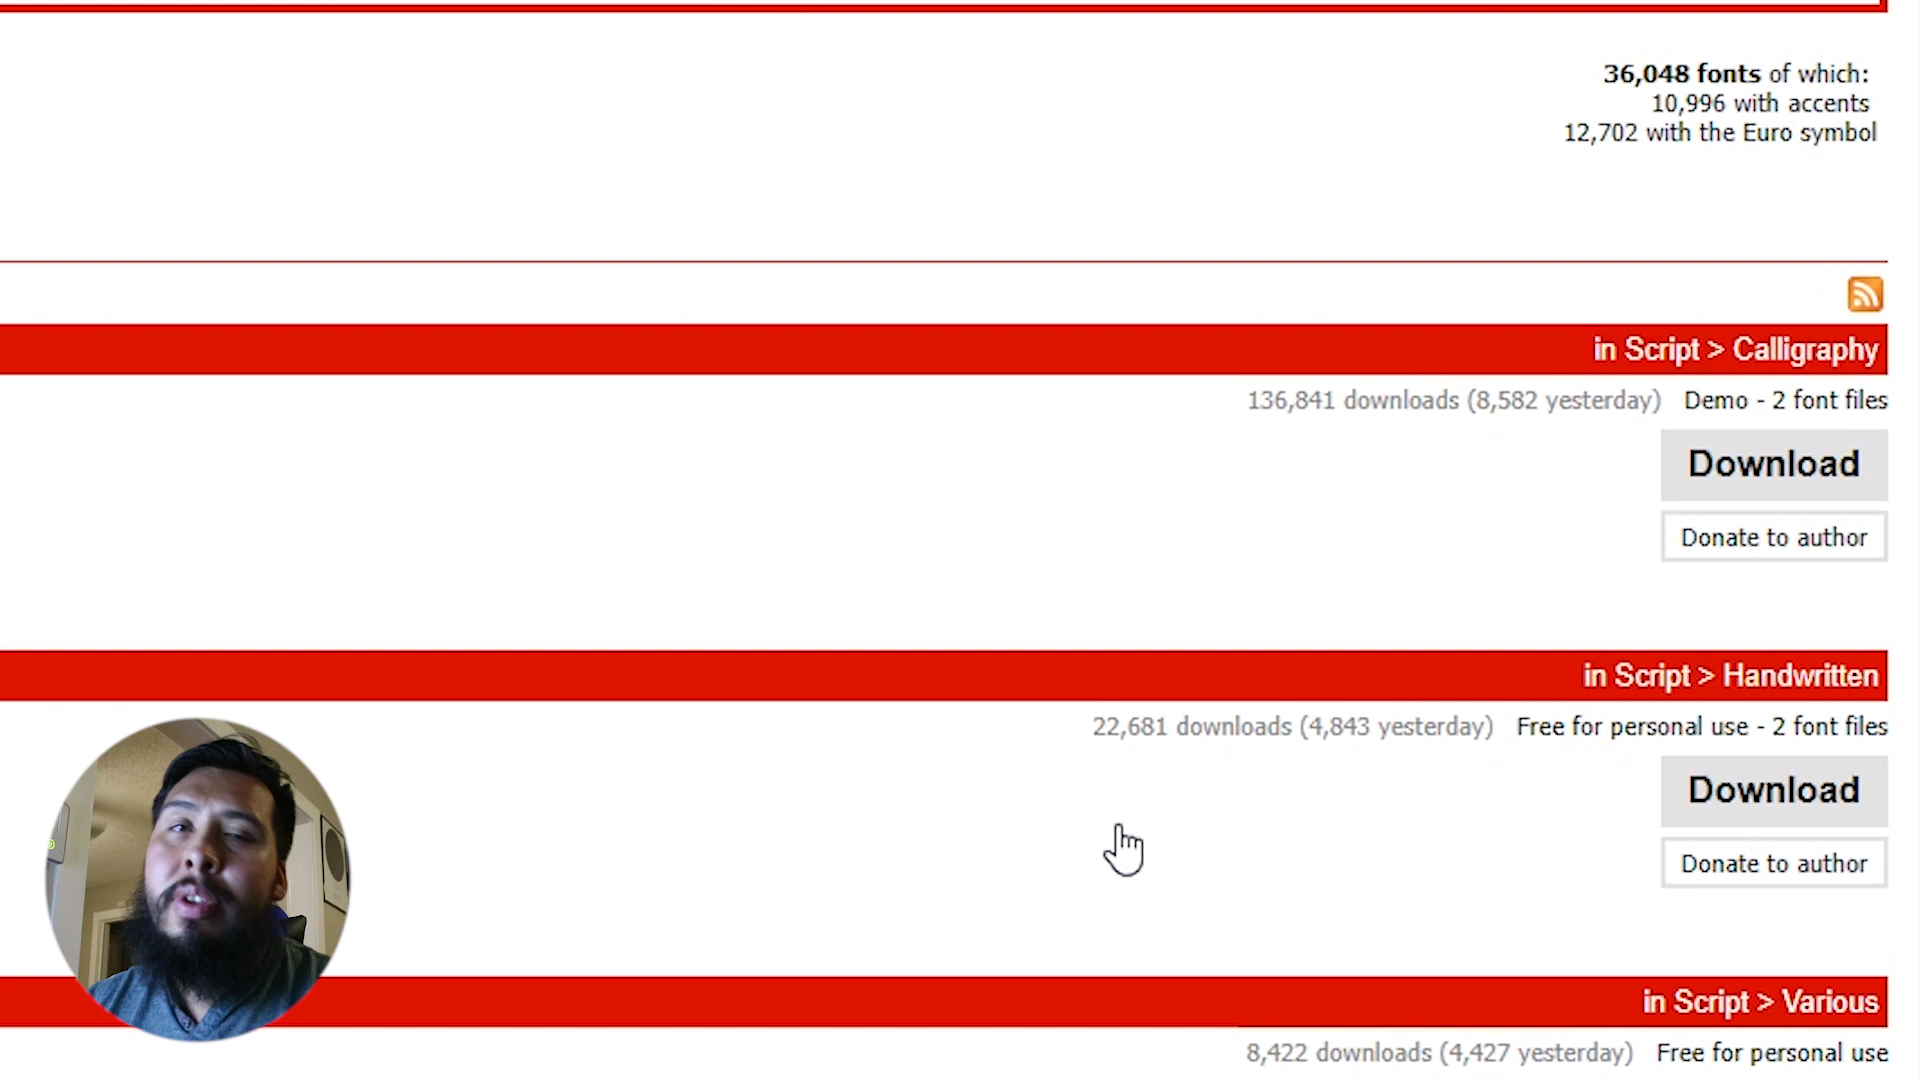 36,048 fonts of which:
10,996 with accents
12,702 with the Euro symbol
in Script > Calligraphy
136,841 downloads (8,582 yesterday) Demo - 2 font files
Download
Donate to author
in Script > Handwritten
22,681 downloads (4,843 yesterday) Free for personal use - 2 font files
Download
Donate to author
in Script > Various
8,422 downloads (4,427 yesterday) Free for personal use